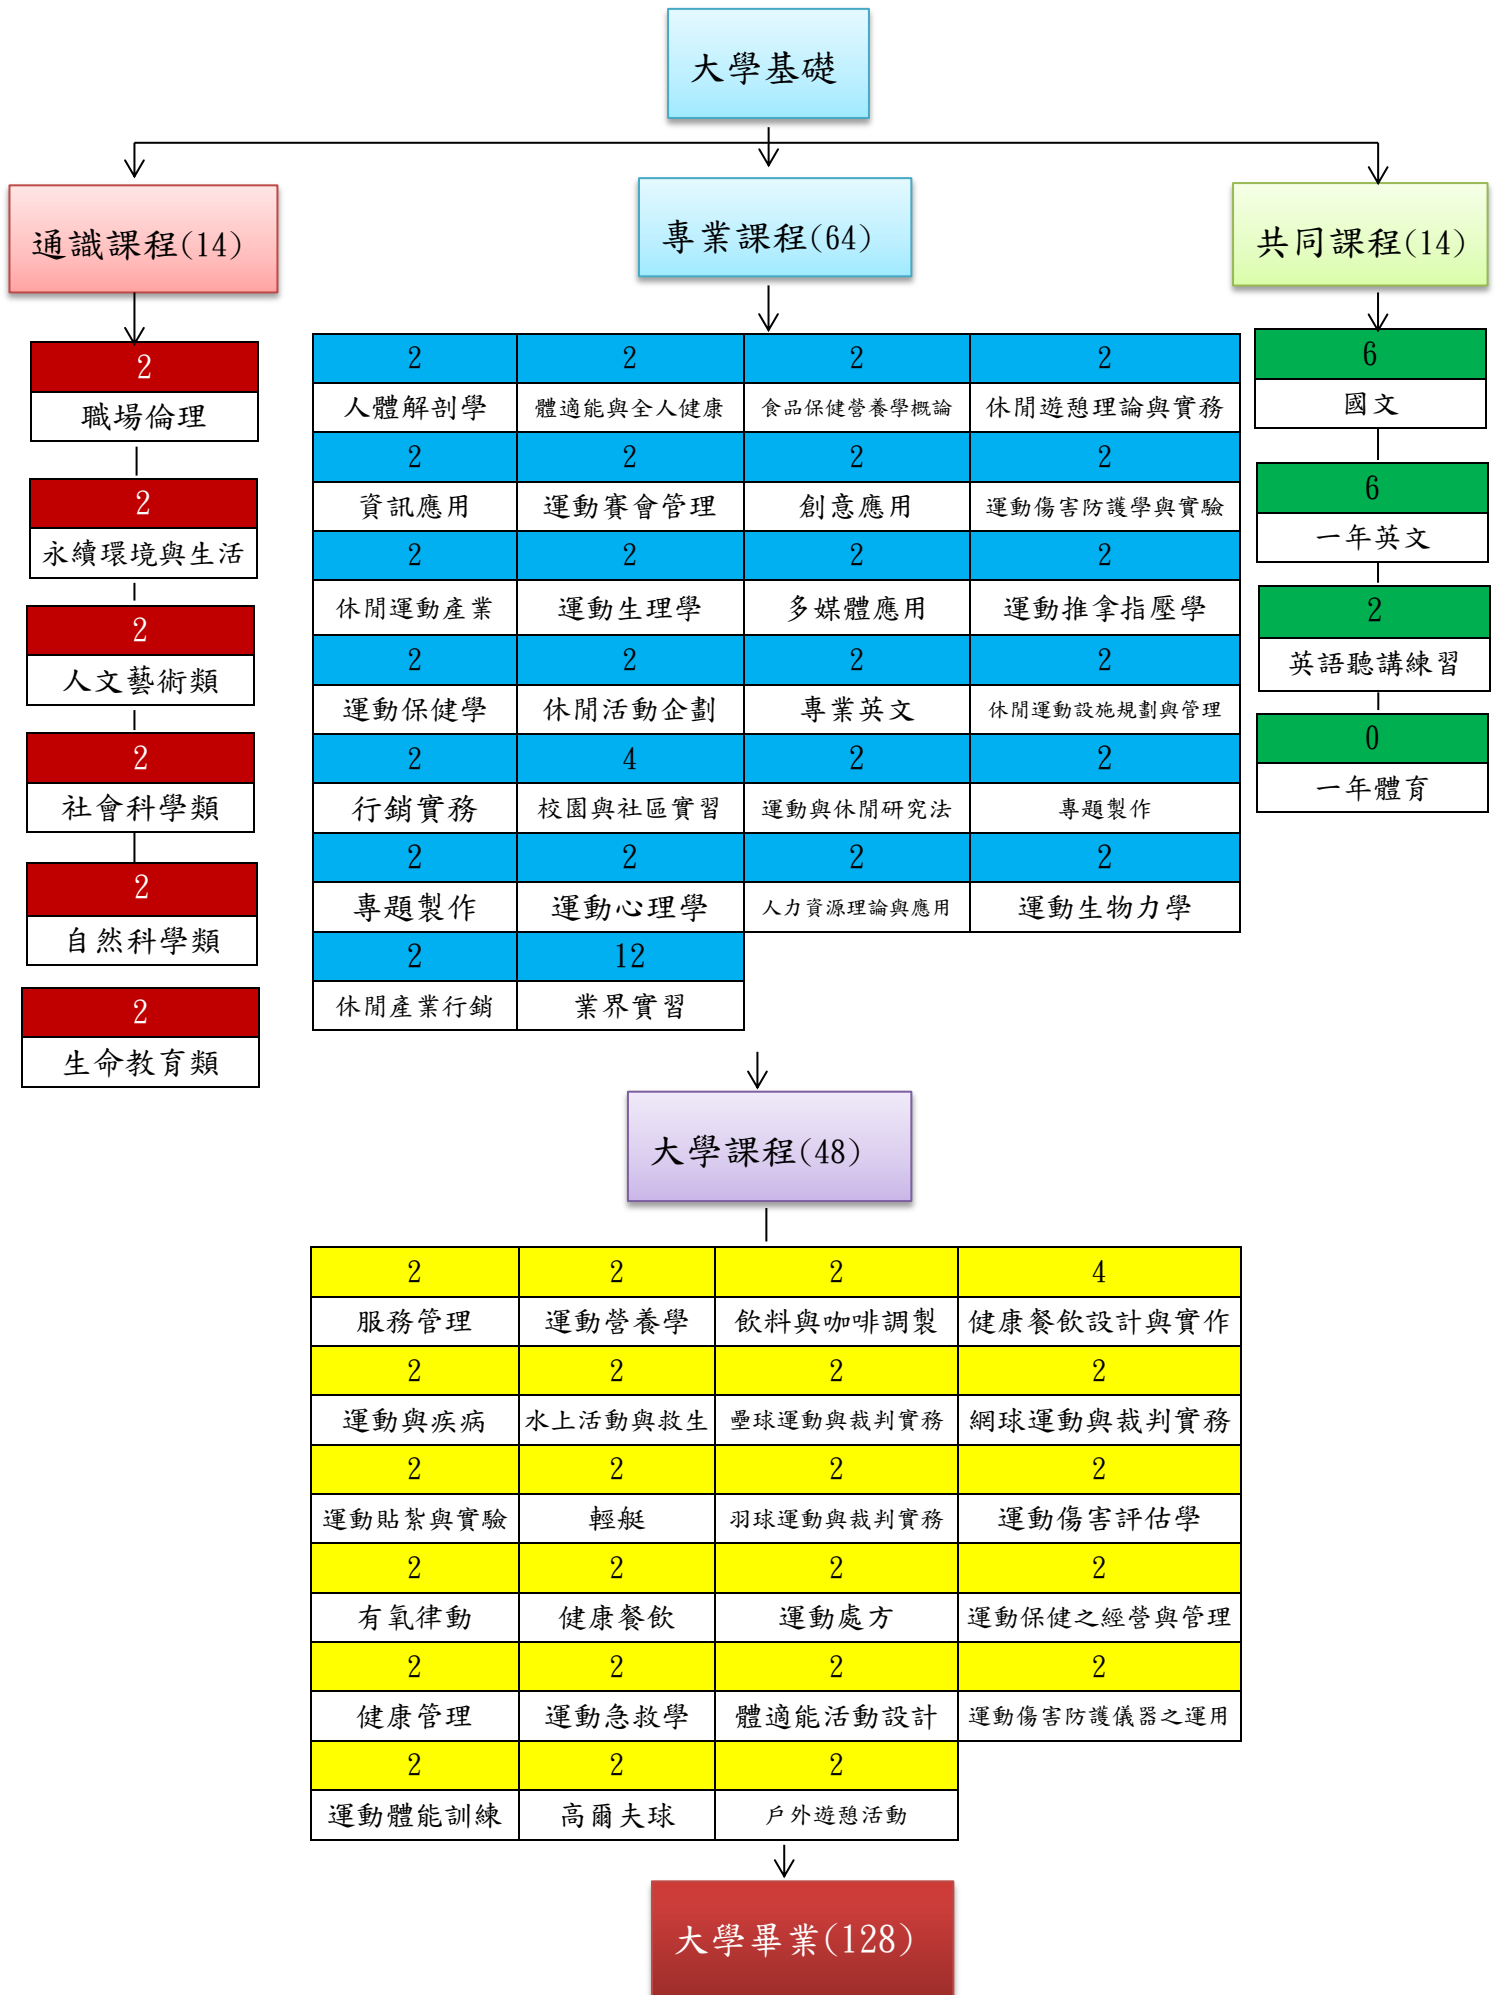 大學基礎
通識課程(14)
專業課程(64)
共同課程(14)
2
職場倫理
2
永續環境與生活
2
人文藝術類
2
社會科學類
2
自然科學類
2
生命教育類
2 2 2 2
人體解剖學 體適能與全人健康 食品保健營養學概論 休閒遊憩理論與實務
2 2 2 2
資訊應用 運動賽會管理 創意應用 運動傷害防護學與實驗
2 2 2 2
休閒運動產業 運動生理學 多媒體應用 運動推拿指壓學
2 2 2 2
運動保健學 休閒活動企劃 專業英文 休閒運動設施規劃與管理
2 4 2 2
行銷實務 校園與社區實習 運動與休閒研究法 專題製作
2 2 2 2
專題製作 運動心理學 人力資源理論與應用 運動生物力學
2 12
休閒產業行銷 業界實習
6
國文
6
一年英文
2
英語聽講練習
0
一年體育
大學課程(48)
2 2 2 4
服務管理 運動營養學 飲料與咖啡調製 健康餐飲設計與實作
2 2 2 2
運動與疾病 水上活動與救生 壘球運動與裁判實務 網球運動與裁判實務
2 2 2 2
運動貼紮與實驗 輕艇 羽球運動與裁判實務 運動傷害評估學
2 2 2 2
有氧律動 健康餐飲 運動處方 運動保健之經營與管理
2 2 2 2
健康管理 運動急救學 體適能活動設計 運動傷害防護儀器之運用
2 2 2
運動體能訓練 高爾夫球 戶外遊憩活動
大學畢業(128)